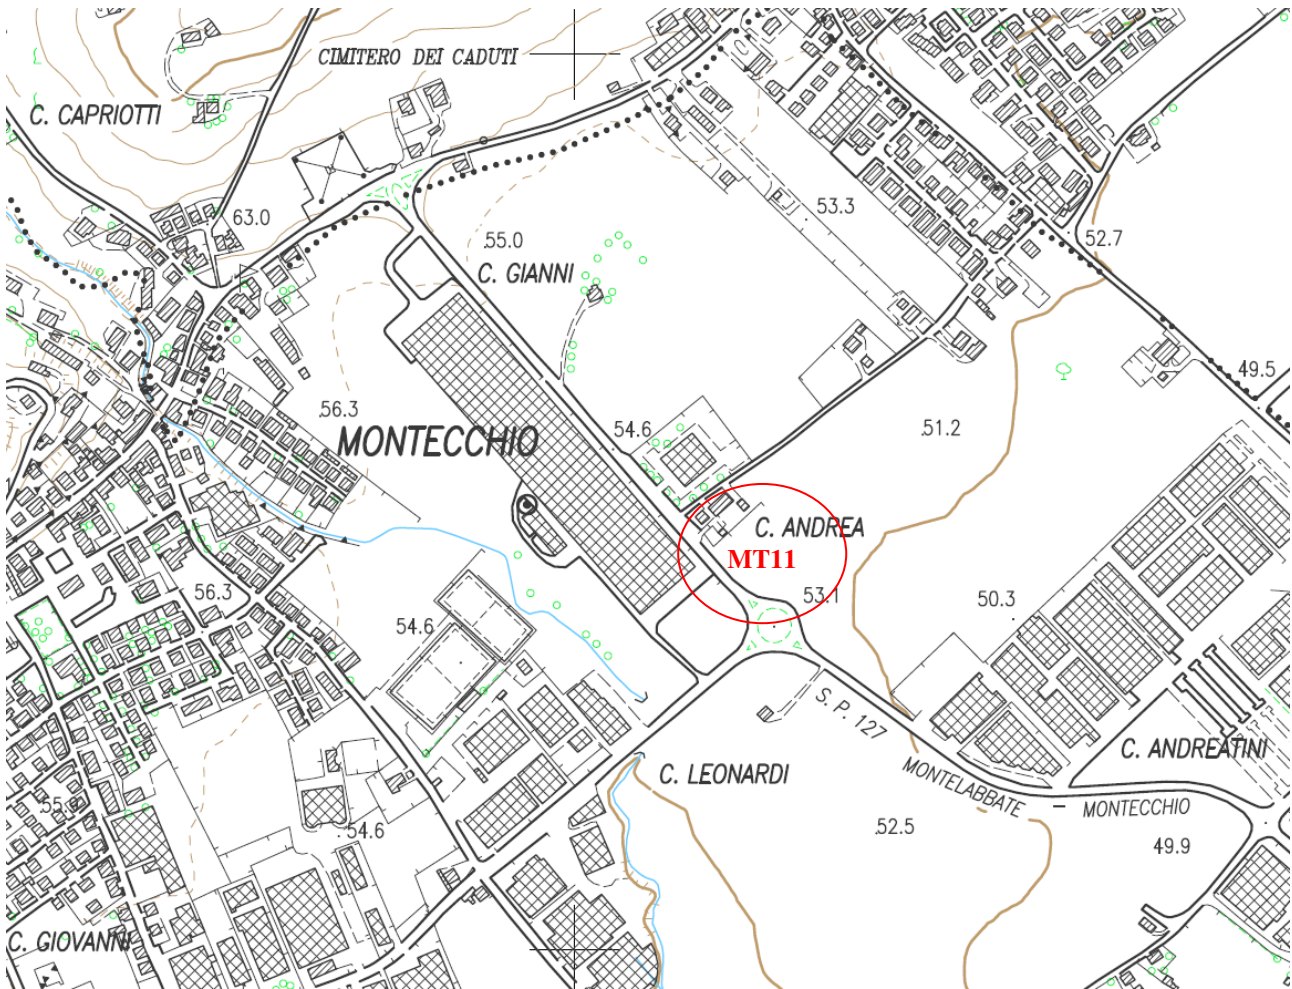 CIMITERO DEI CADUTI
C. CAPRIOTTI
63.0
53.3
52.7
.55.0
C. GIANNI
49.5
.56.3
MONTECCHIO
54.6
.51.2
C. ANDREA
MT11
56.3
53.1
50.3
54.6
S. P. 127
C. ANDREATINI
C. LEONARDI
MONTELABBATE - MONTECCHIO
55.9
.54.6
.52.5
49.9
C. GIOVANNI